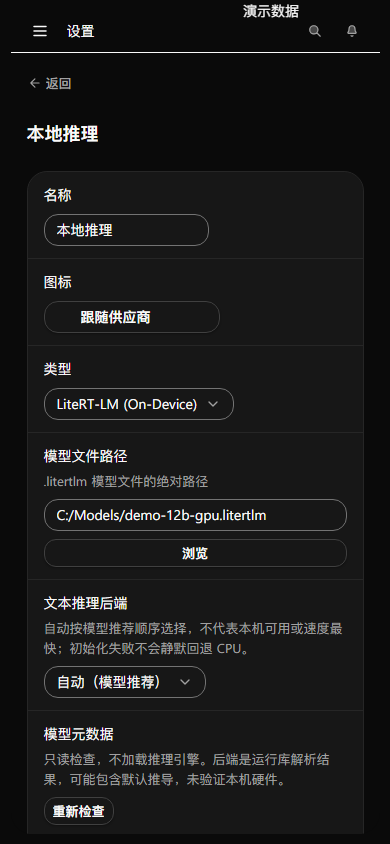 演示数据
设置
返回
本地推理
名称
本地推理
图标
跟随供应商
类型
LiteRT-LM (On-Device)
模型文件路径
.litertlm 模型文件的绝对路径
C:/Models/demo-12b-gpu.litertlm
浏览
文本推理后端
自动按模型推荐顺序选择，不代表本机可用或速度最
快；初始化失败不会静默回退 CPU。
自动（模型推荐）
模型元数据
只读检查，不加载推理引擎。后端是运行库解析结
果，可能包含默认推导，未验证本机硬件。
重新检查